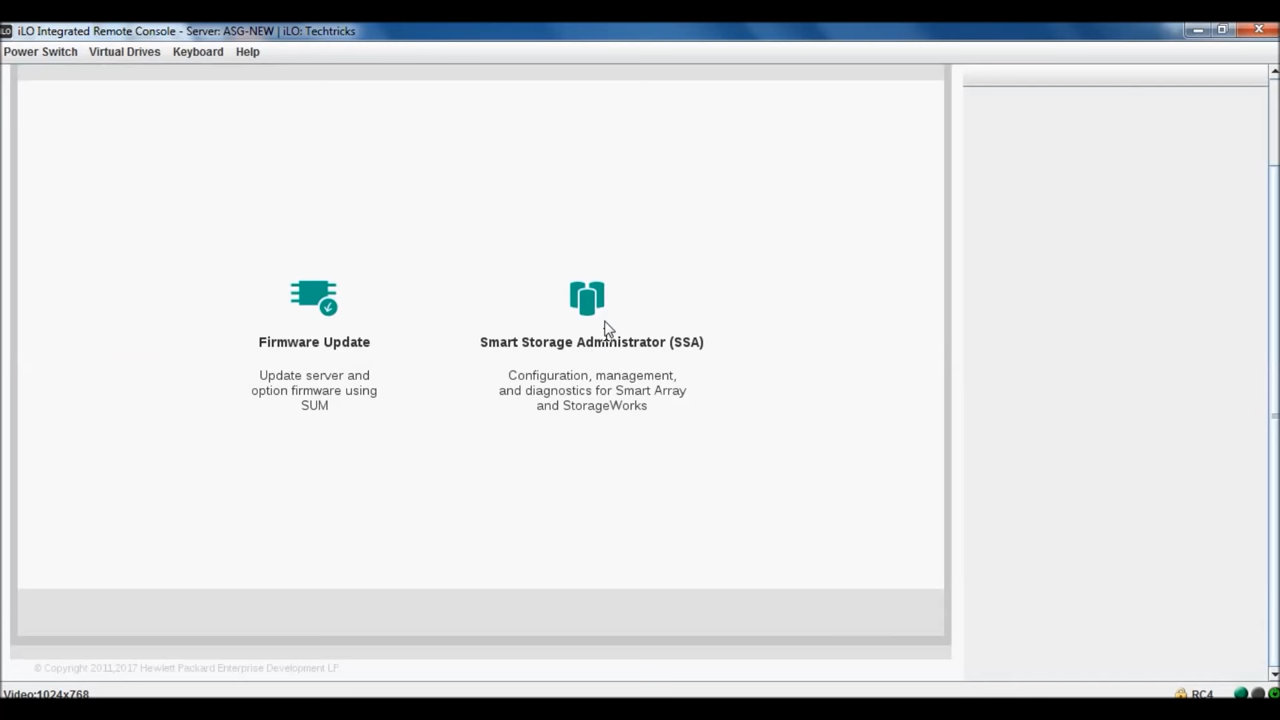 iLO Integrated Remote Console - Server: ASG-NEW | iLO: Techtricks
Power Switch Virtual Drives Keyboard Help
Firmware Update
Update server and
option firmware using
SUM
Smart Storage Administrator (SSA)
Configuration, management,
and diagnostics for Smart Array
and StorageWorks
© Copyright 2011,2017 Hewlett Packard Enterprise Development LP
Video:1024x768
RC4